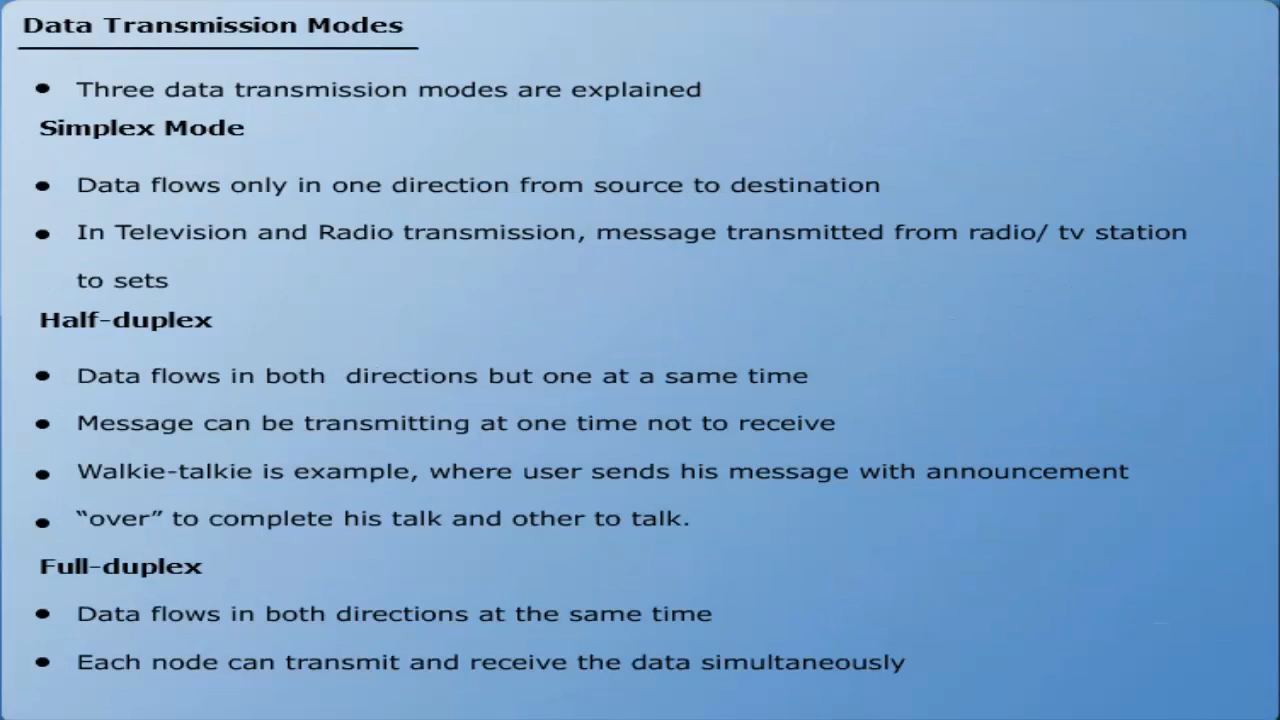 Data Transmission Modes
• Three data transmission modes are explained
Simplex Mode
• Data flows only in one direction from source to destination
• In Television and Radio transmission, message transmitted from radio/ tv station
to sets
Half-duplex
• Data flows in both directions but one at a same time
• Message can be transmitting at one time not to receive
• Walkie-talkie is example, where user sends his message with announcement
• “over” to complete his talk and other to talk.
Full-duplex
• Data flows in both directions at the same time
• Each node can transmit and receive the data simultaneously